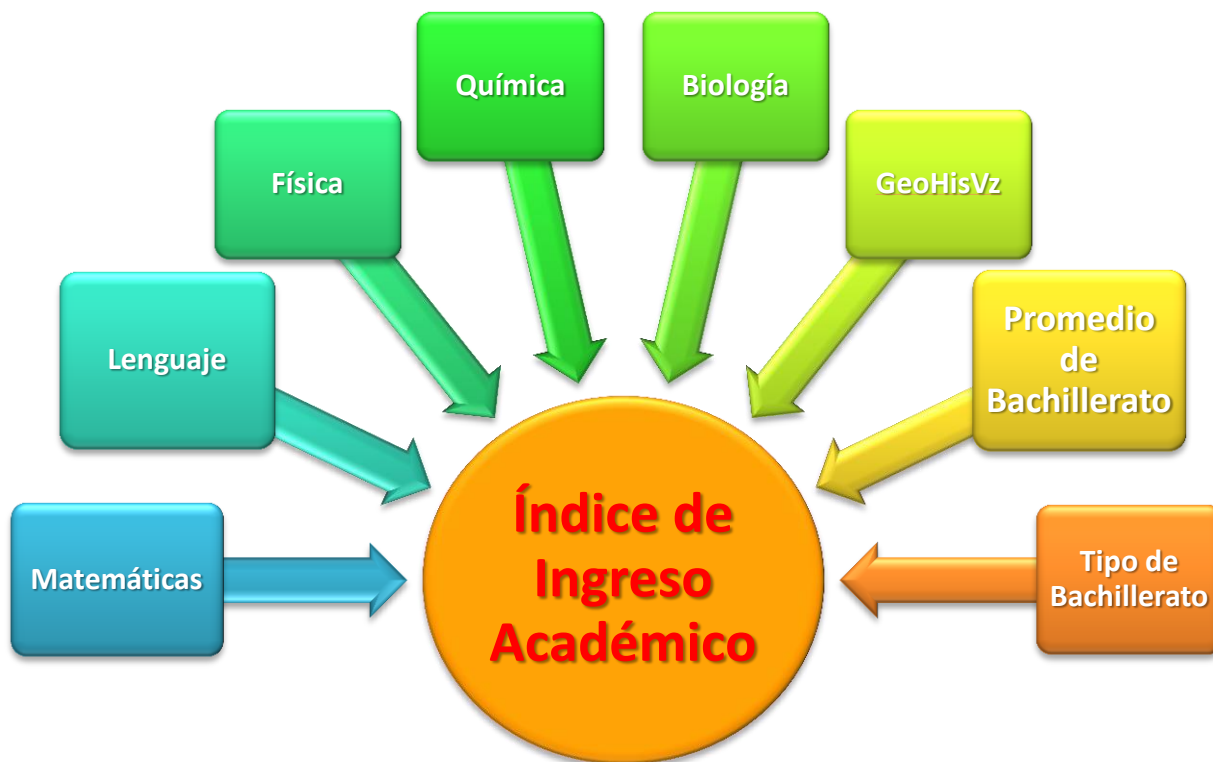 Química
Biología
Física
GeoHisVz
Lenguaje
Promedio
de
Bachillerato
Matemáticas
Índice de
Ingreso
Académico
Tipo de
Bachillerato